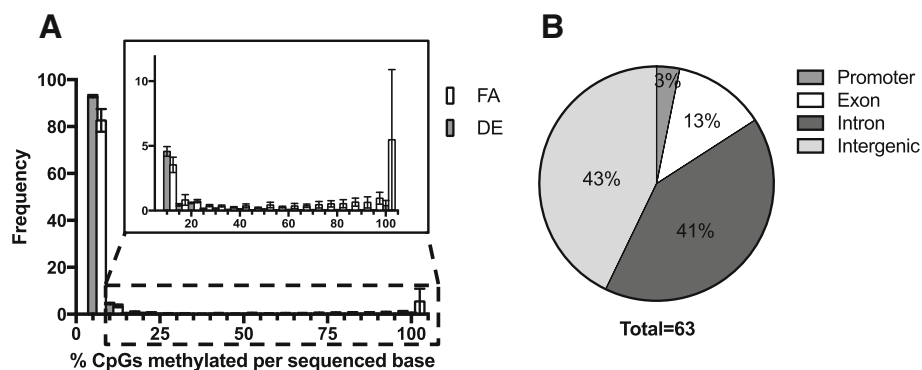 A
Frequency
100
80
60
40
20
0
0 25 50 75 100
% CpGs methylated per sequenced base
10
5
0
20 40 60 80 100
FA
DE
B
3%
13%
41%
43%
Total=63
Promoter
Exon
Intron
Intergenic